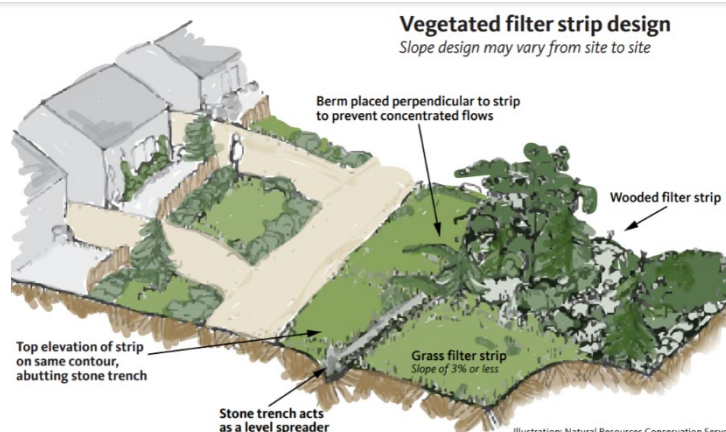 Vegetated filter strip design
Slope design may vary from site to site
Berm placed perpendicular to strip
to prevent concentrated flows
Wooded filter strip
Top elevation of strip
on same contour,
abutting stone trench
Grass filter strip
Slope of 3% or less
Stone trench acts
as a level spreader
Illustration: Natural Resources Conservation